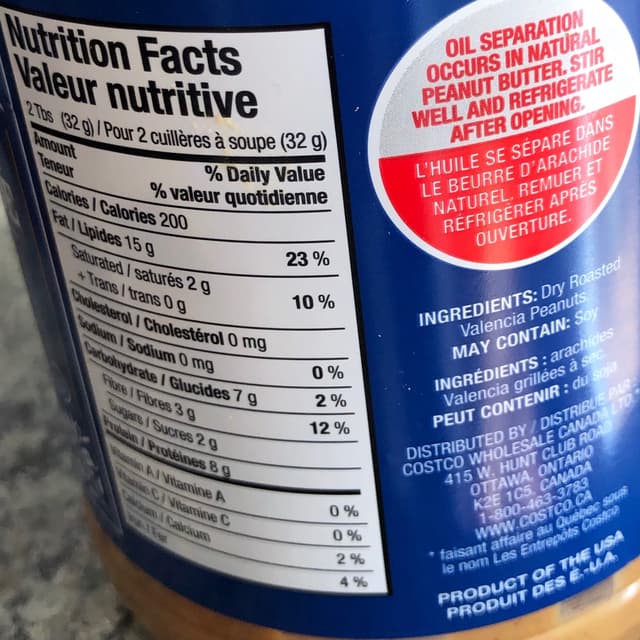 Nutrition Facts
Valeur nutritive
2 Tbs (32 g) / Pour 2 cuillères à soupe (32 g)
Amount
Teneur
% Daily Value
% valeur quotidienne
Calories / Calories 200
Fat / Lipides 15 g 23 %
Saturated / saturés 2 g
+ Trans / trans 0 g 10 %
Cholesterol / Cholestérol 0 mg
Sodium / Sodium 0 mg 0 %
Carbohydrate / Glucides 7 g 2 %
Fibre / Fibres 3 g 12 %
Sugars / Sucres 2 g
Protein / Protéines 8 g
Vitamin A / Vitamine A 0 %
Vitamin C / Vitamine C 0 %
Calcium / Calcium 2 %
Iron / Fer 4 %
OIL SEPARATION
OCCURS IN NATURAL
PEANUT BUTTER. STIR
WELL AND REFRIGERATE
AFTER OPENING.
L'HUILE SE SÉPARE DANS
LE BEURRE D'ARACHIDE
NATUREL. REMUER ET
RÉFRIGÉRER APRÈS
OUVERTURE.
INGREDIENTS: Dry Roasted
Valencia Peanuts.
MAY CONTAIN: Soy
INGRÉDIENTS : arachides
Valencia grillées à sec.
PEUT CONTENIR : du soja
DISTRIBUTED BY / DISTRIBUÉ PAR
COSTCO WHOLESALE CANADA LTD*
415 W. HUNT CLUB ROAD
OTTAWA, ONTARIO
K2E 1C5, CANADA
1-800-463-3783
WWW.COSTCO.CA
* faisant affaire au Québec sous
le nom Les Entrepôts Costco
PRODUCT OF THE USA
PRODUIT DES É.-U.A.